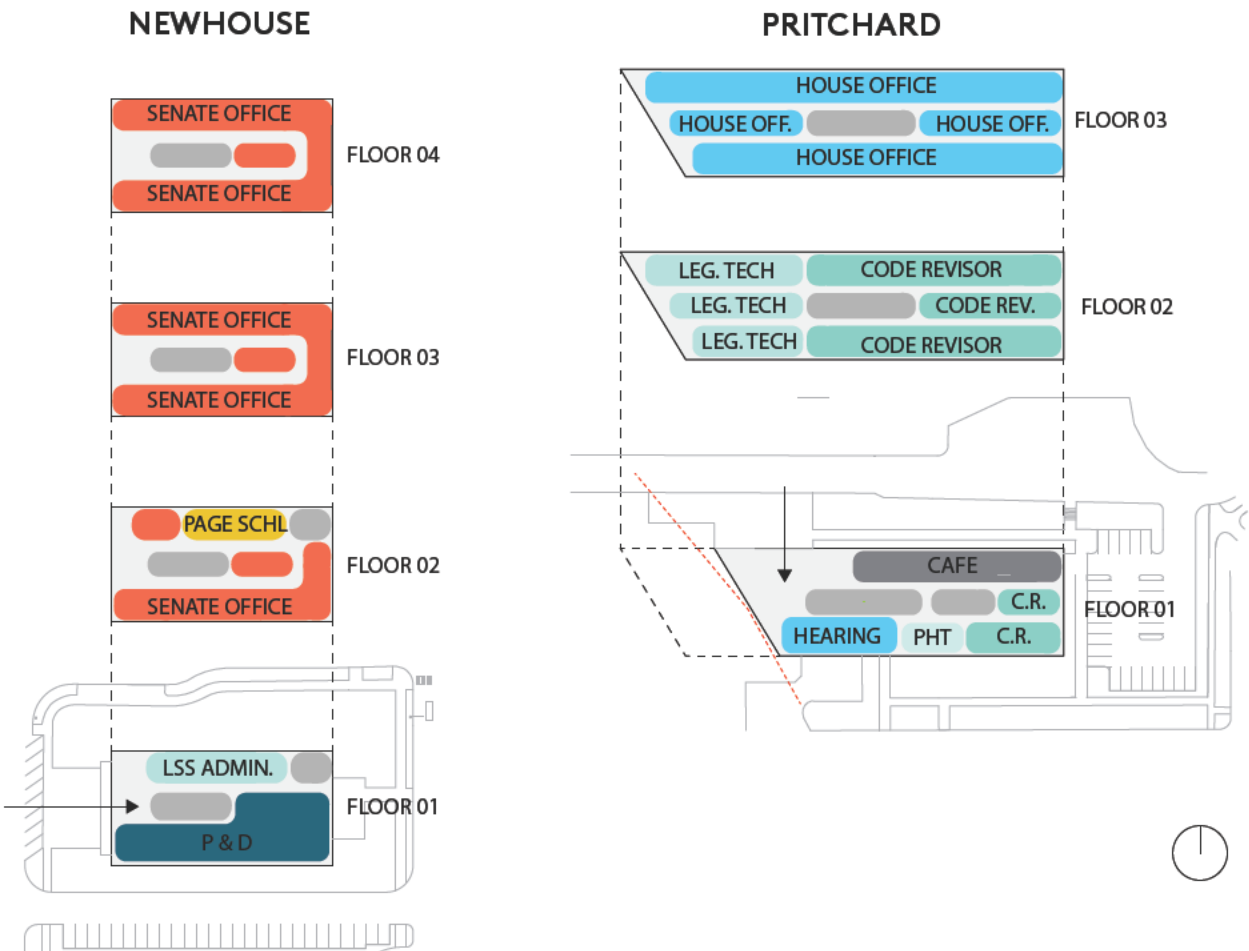 NEWHOUSE
SENATE OFFICE
FLOOR 04
SENATE OFFICE
SENATE OFFICE
FLOOR 03
SENATE OFFICE
PAGE SCHL
FLOOR 02
SENATE OFFICE
LSS ADMIN.
FLOOR 01
P & D
PRITCHARD
HOUSE OFFICE
HOUSE OFF.
HOUSE OFF.
FLOOR 03
HOUSE OFFICE
LEG. TECH
CODE REVISOR
LEG. TECH
CODE REV.
FLOOR 02
LEG. TECH
CODE REVISOR
CAFE
C.R.
FLOOR 01
HEARING
PHT
C.R.